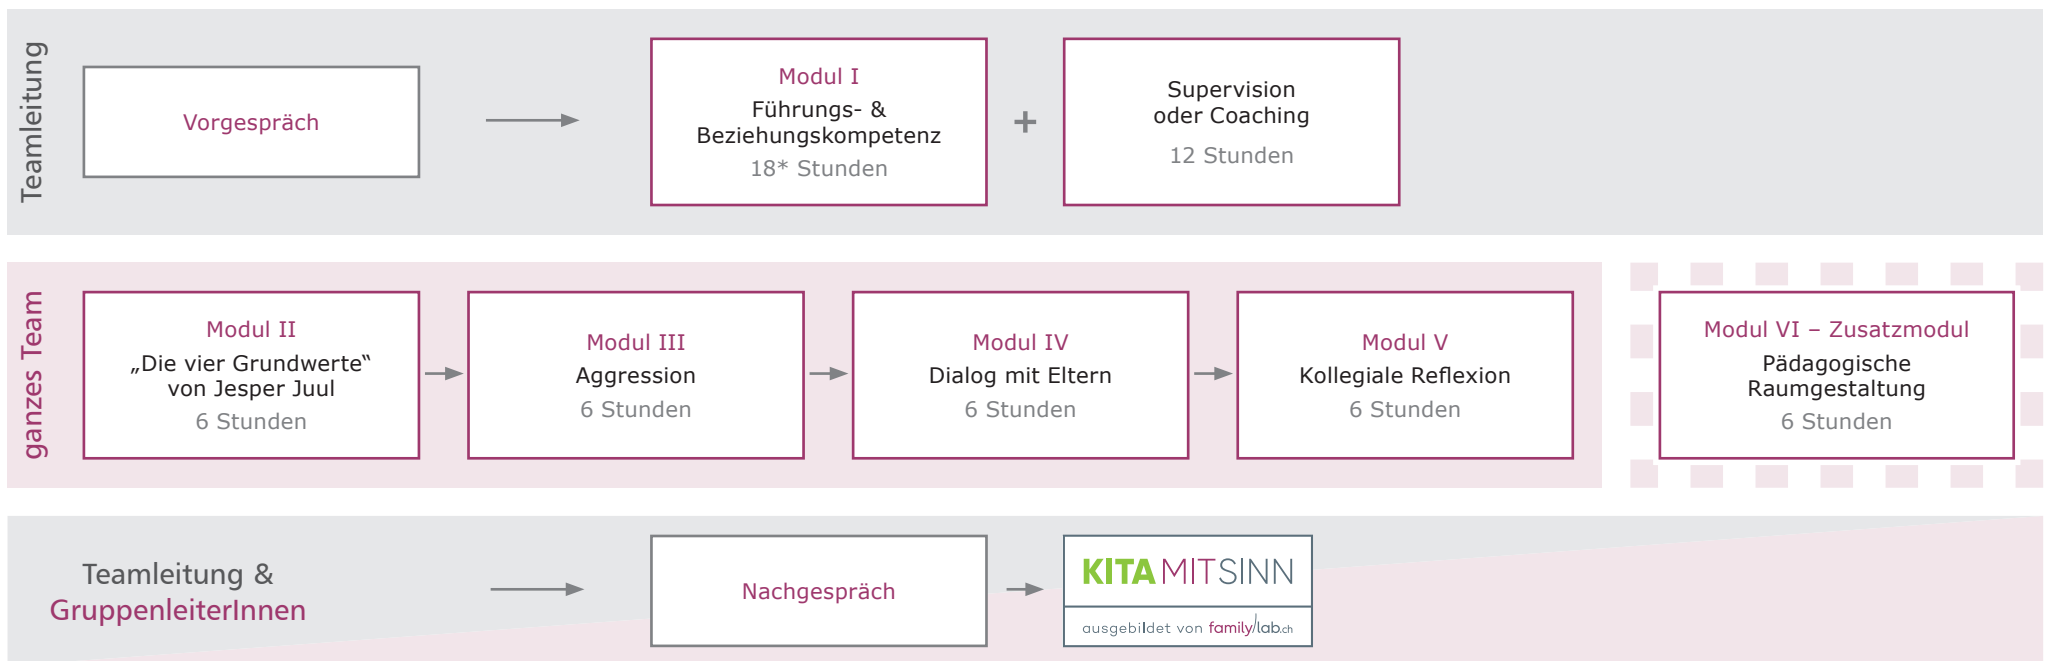 Teamleitung
Vorgespräch
Modul I
Führungs- &
Beziehungskompetenz
18* Stunden
+
Supervision
oder Coaching
12 Stunden
ganzes Team
Modul II
„Die vier Grundwerte“
von Jesper Juul
6 Stunden
Modul III
Aggression
6 Stunden
Modul IV
Dialog mit Eltern
6 Stunden
Modul V
Kollegiale Reflexion
6 Stunden
Modul VI – Zusatzmodul
Pädagogische
Raumgestaltung
6 Stunden
Teamleitung &
GruppenleiterInnen
Nachgespräch
KITA MITSINN
ausgebildet von family/lab.ch